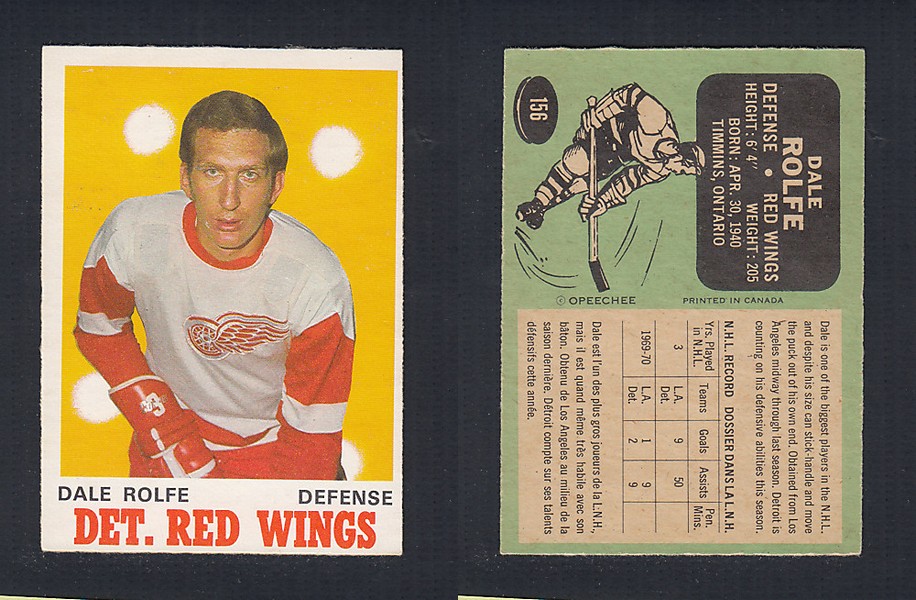 DALE ROLFE DEFENSE
DET. RED WINGS
156
DALE
ROLFE
DEFENSE • RED WINGS
HEIGHT: 6' 4" WEIGHT: 205
BORN: APR. 30, 1940
TIMMINS, ONTARIO
© OPEECHEE PRINTED IN CANADA
Dale is one of the biggest players in the N.H.L.
and despite his size can stick-handle and move
the puck out of his own end. Obtained from Los
Angeles midway through last season. Detroit is
counting on his defensive abilities this season.
N.H.L. RECORD DOSSIER DANS LA L.N.H.
Yrs. Played Teams Goals Assists Pen.
in N.H.L. Mins.
3 L.A. 9 50
Det.
1969-70 L.A. 1 9
Det. 2 9
Dale est l'un des plus gros joueurs de la L.N.H.,
mais il est quand même très habile avec son
bâton. Obtenu de Los Angeles au milieu de la
saison dernière. Détroit compte sur ses talents
défensifs cette année.